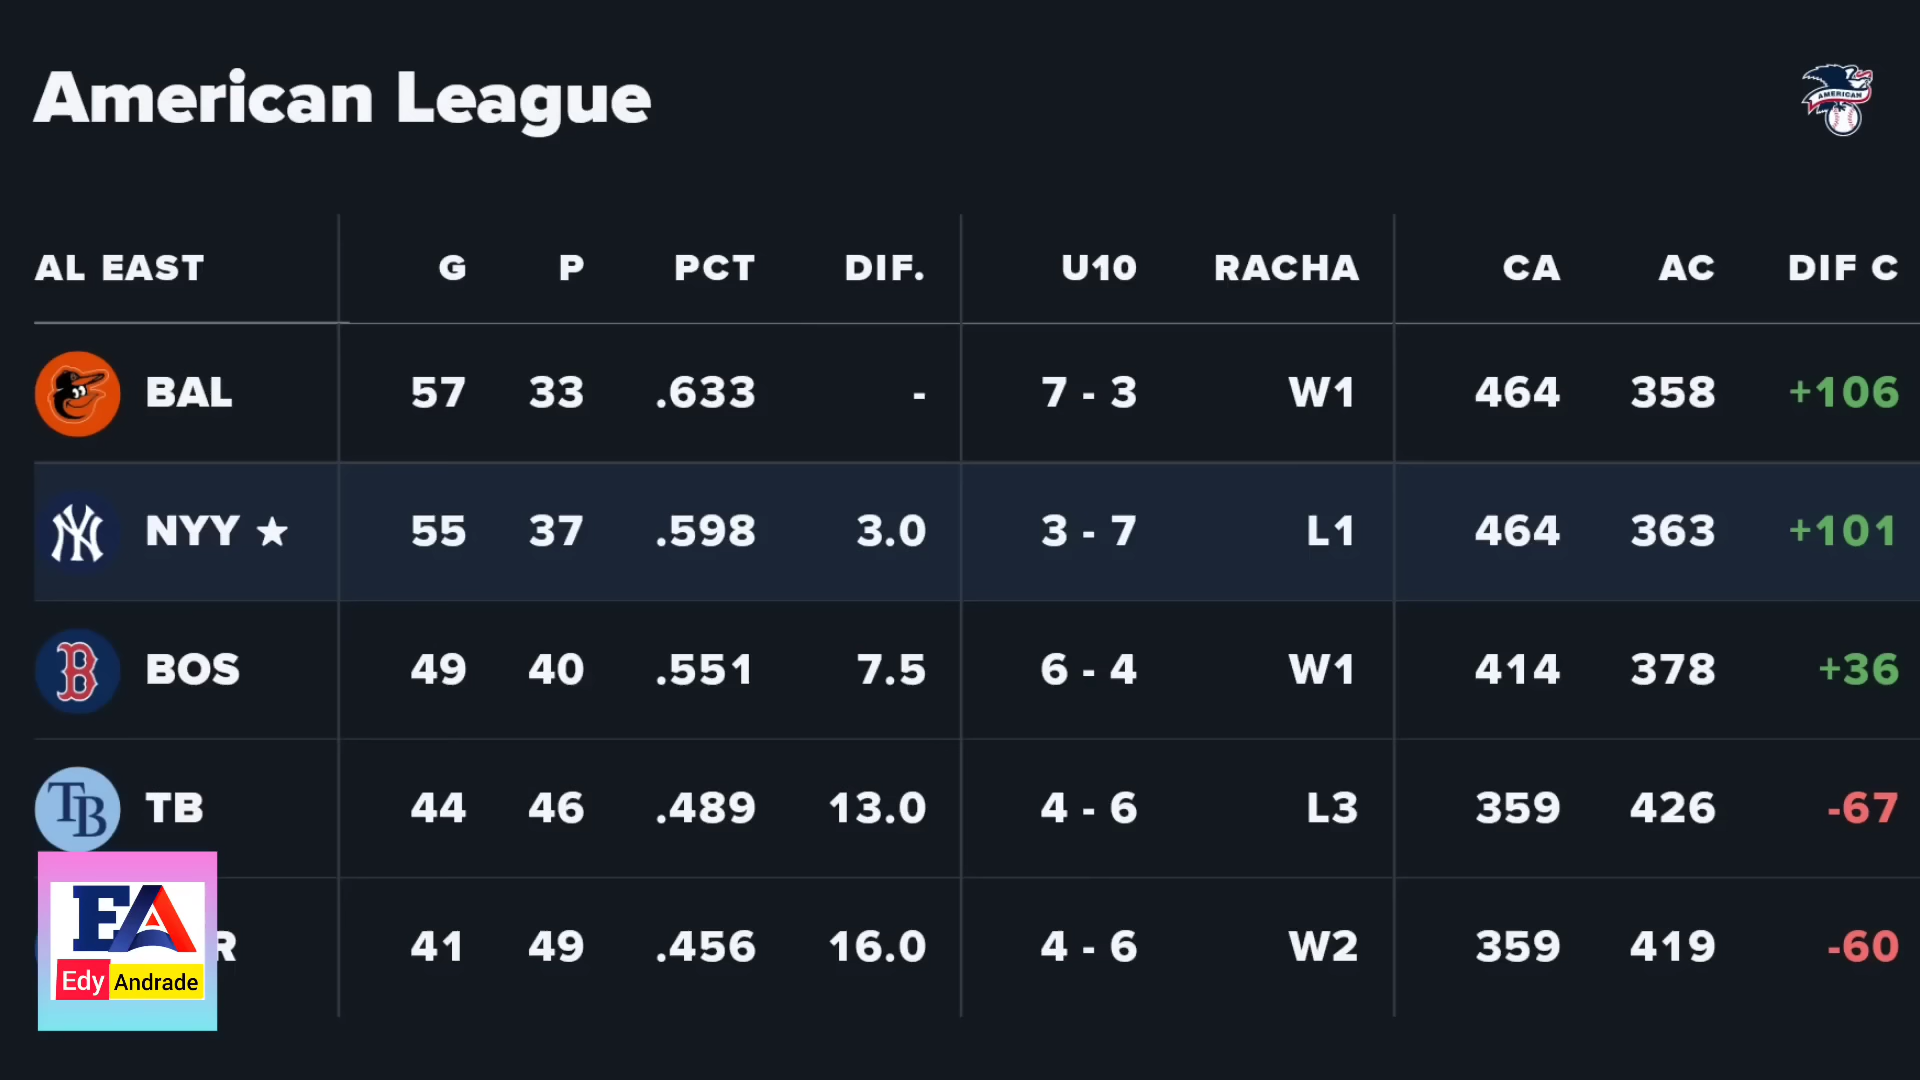 American League
AMERICAN
AL EAST G P PCT DIF. U10 RACHA CA AC DIF C
BAL 57 33 .633 - 7 - 3 W1 464 358 +106
NYY ★ 55 37 .598 3.0 3 - 7 L1 464 363 +101
B BOS 49 40 .551 7.5 6 - 4 W1 414 378 +36
TB TB 44 46 .489 13.0 4 - 6 L3 359 426 -67
R 41 49 .456 16.0 4 - 6 W2 359 419 -60
EA
Edy Andrade